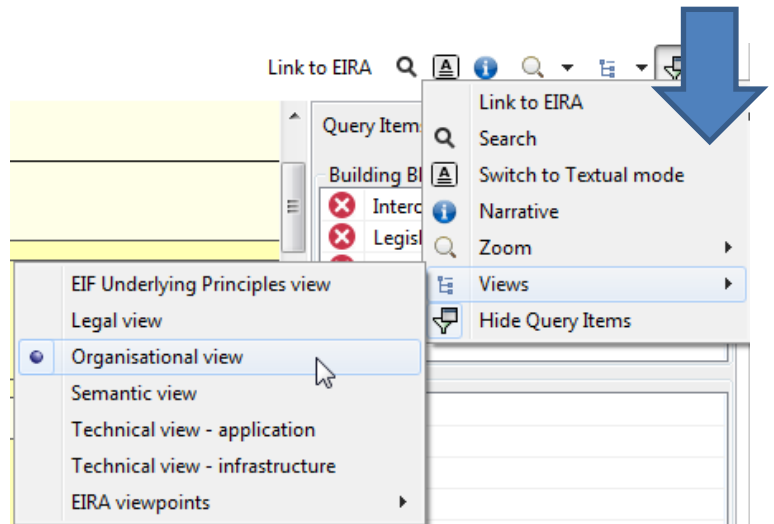 Link to EIRA
Query Item
Building Bl
Interc
Legisl
Link to EIRA
Search
Switch to Textual mode
Narrative
Zoom
Views
Hide Query Items
EIF Underlying Principles view
Legal view
Organisational view
Semantic view
Technical view - application
Technical view - infrastructure
EIRA viewpoints